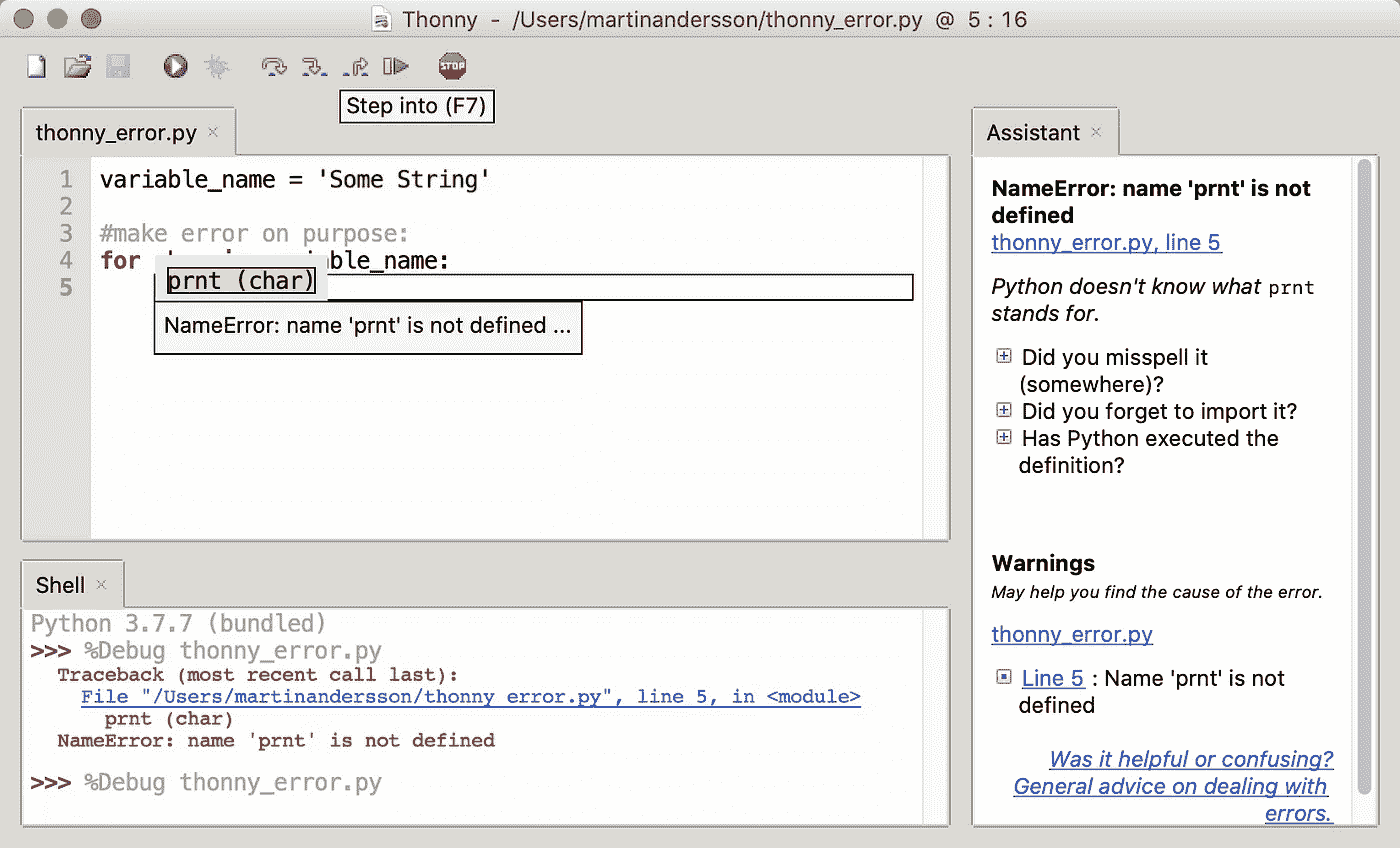 Thonny - /Users/martinandersson/thonny_error.py @ 5 : 16
STOP
Step into (F7)
thonny_error.py ×
1 variable_name = 'Some String'
2
3 #make error on purpose:
4 for ble_name:
5 prnt (char)
NameError: name 'prnt' is not defined ...
Shell ×
Python 3.7.7 (bundled)
>>> %Debug thonny_error.py
Traceback (most recent call last):
File "/Users/martinandersson/thonny_error.py", line 5, in <module>
prnt (char)
NameError: name 'prnt' is not defined
>>> %Debug thonny_error.py
Assistant ×
NameError: name 'prnt' is not
defined
thonny_error.py, line 5
Python doesn't know what prnt
stands for.
Did you misspell it
(somewhere)?
Did you forget to import it?
Has Python executed the
definition?
Warnings
May help you find the cause of the error.
thonny_error.py
Line 5 : Name 'prnt' is not
defined
Was it helpful or confusing?
General advice on dealing with
errors.